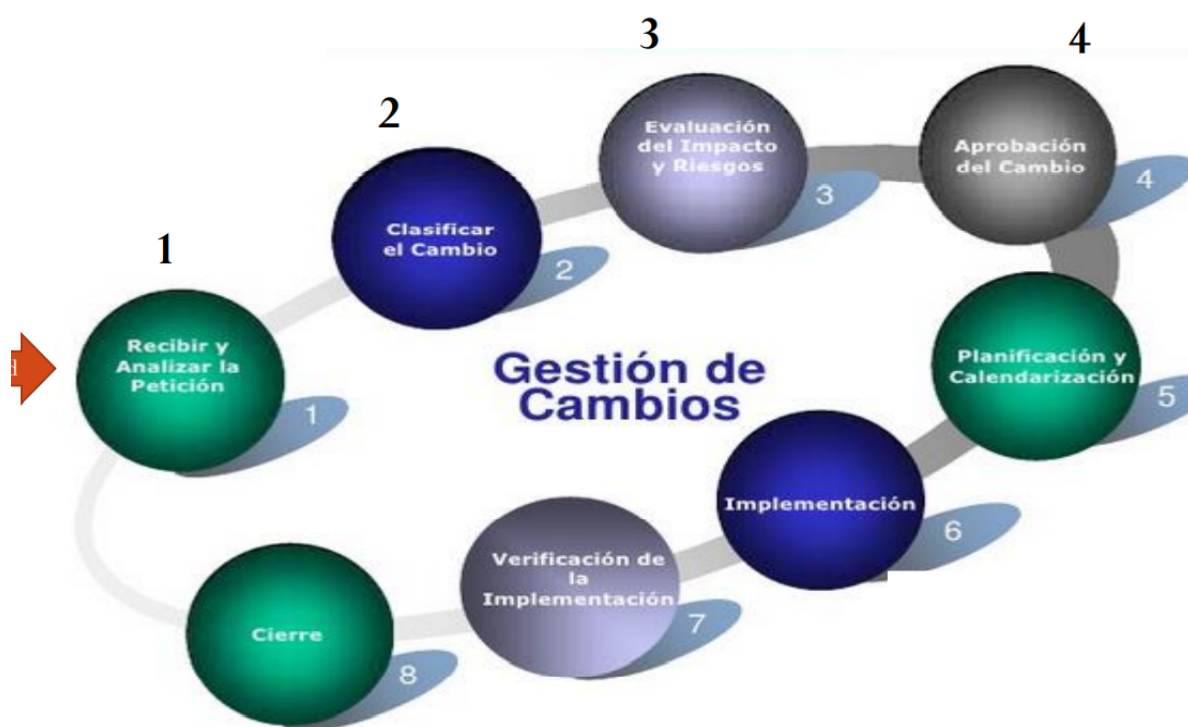 1
2
3
4
Recibir y
Analizar la
Petición
1
Clasificar
el Cambio
2
Evaluación
del Impacto
y Riesgos
3
Aprobación
del Cambio
4
Gestión de
Cambios
Planificación y
Calendarización
5
Implementación
6
Verificación de
la
Implementación
7
Cierre
8